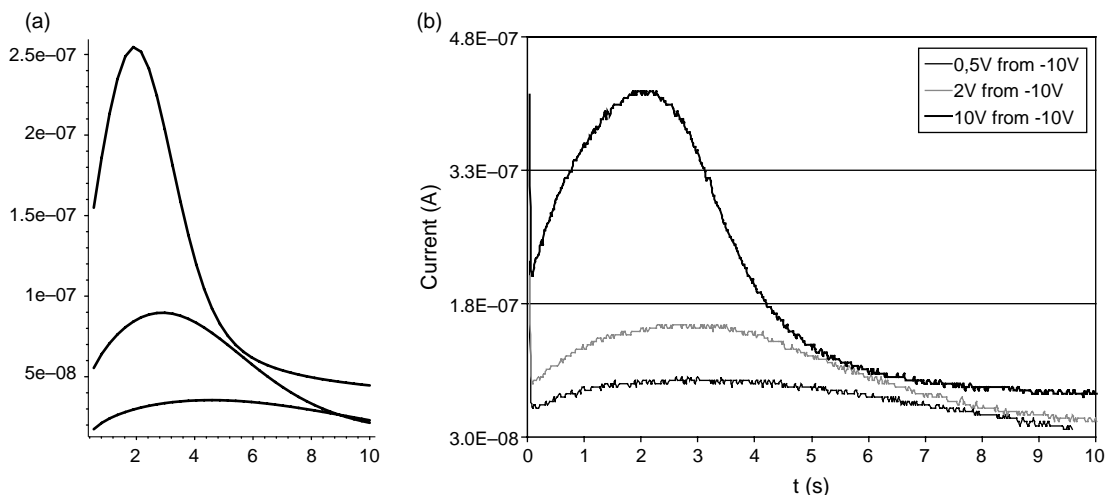 (a)
2.5e–07
2e–07
1.5e–07
1e–07
5e–08
2 4 6 8 10
(b)
4.8E–07
3.3E–07
1.8E–07
3.0E–08
Current (A)
0,5V from -10V
2V from -10V
10V from -10V
0 1 2 3 4 5 6 7 8 9 10
t (s)